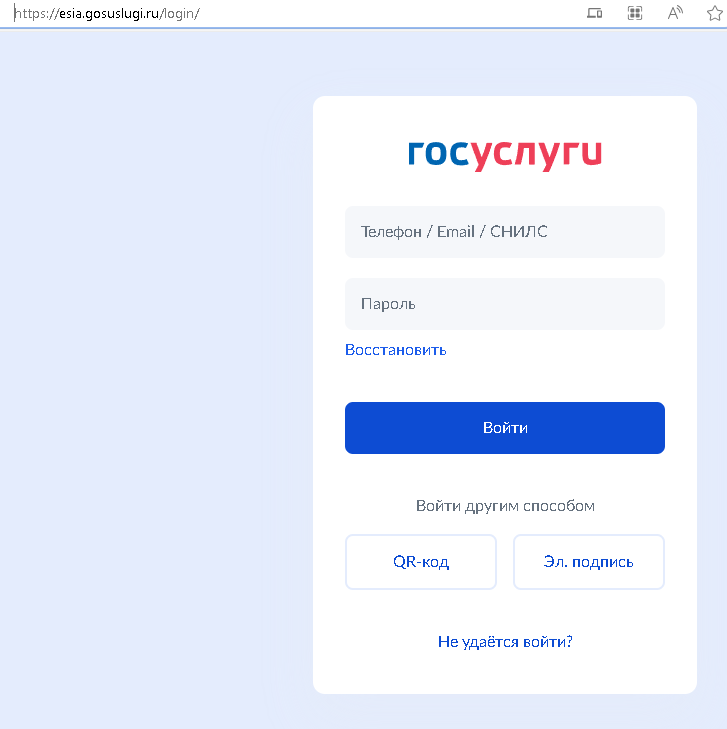 https://esia.gosuslugi.ru/login/
госуслуги
Телефон / Email / СНИЛС
Пароль
Восстановить
Войти
Войти другим способом
QR-код
Эл. подпись
Не удаётся войти?